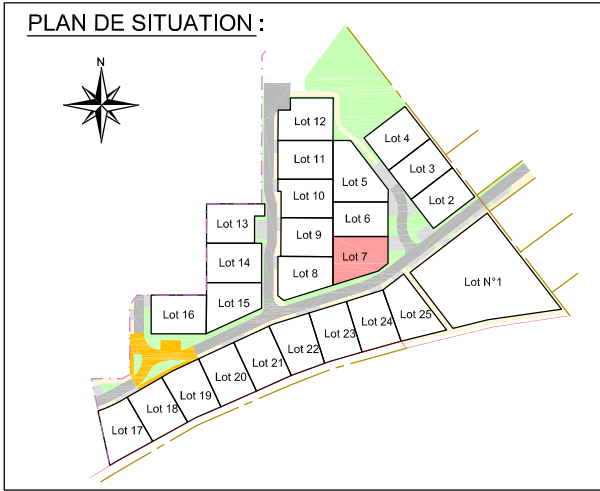 PLAN DE SITUATION :
N
Lot 12
Lot 4
Lot 11
Lot 3
Lot 5
Lot 10
Lot 2
Lot 6
Lot 13
Lot 9
Lot 7
Lot 14
Lot 8
Lot N°1
Lot 15
Lot 16
Lot 25
Lot 24
Lot 23
Lot 22
Lot 21
Lot 20
Lot 19
Lot 18
Lot 17